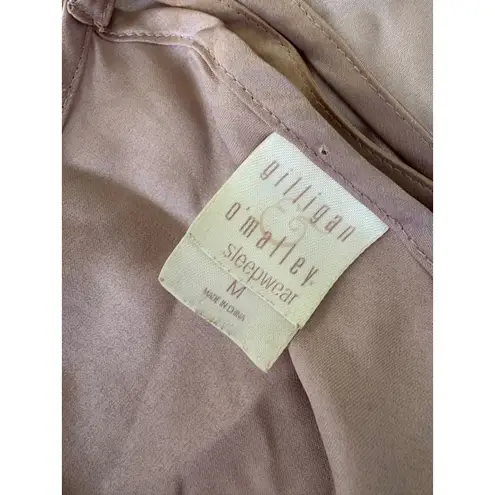 gilligan
&
o'malley
sleepwear
M
MADE IN CHINA